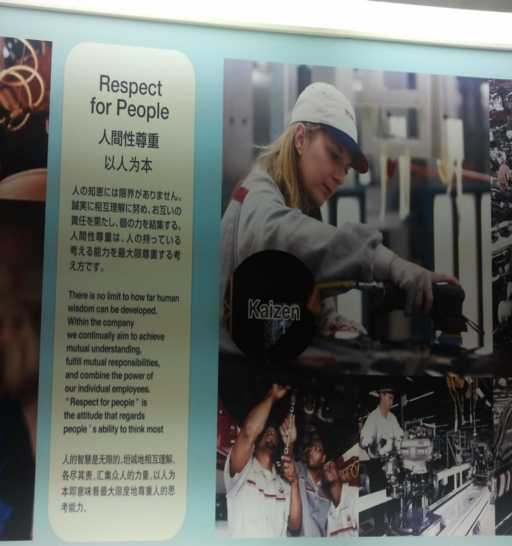 Respect
for People
人間性尊重
以人为本
人の知恵には限界がありません。
誠実に相互理解に努め、お互いの
責任を果たし、個の力を結集する。
人間性尊重は、人の持っている
考える能力を最大限尊重する考
え方です。
There is no limit to how far human
wisdom can be developed.
Within the company
we continually aim to achieve
mutual understanding,
fulfill mutual responsibilities,
and combine the power of
our individual employees.
"Respect for people" is
the attitude that regards
people's ability to think most
人的智慧是无限的,坦诚地相互理解、
各尽其责、汇集众人的力量,以人为
本即意味着最大限度地尊重人的思
考能力。
Kaizen